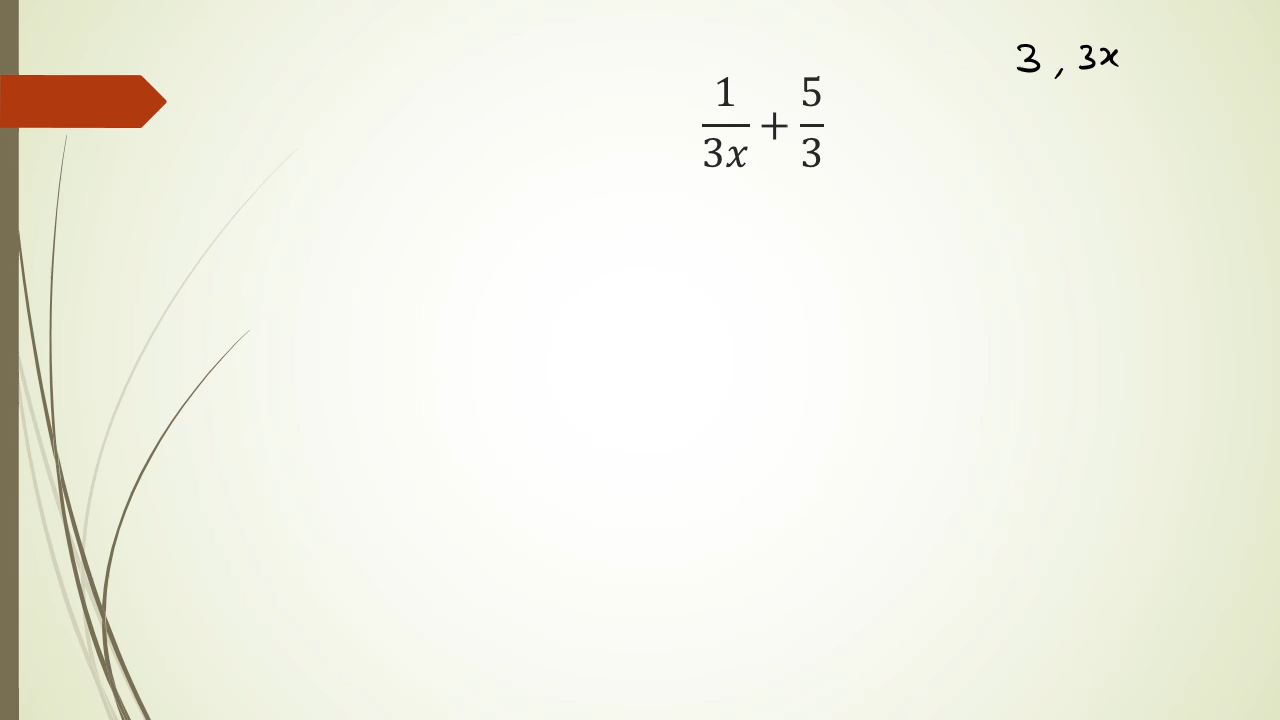 3 , 3x
1/3x + 5/3